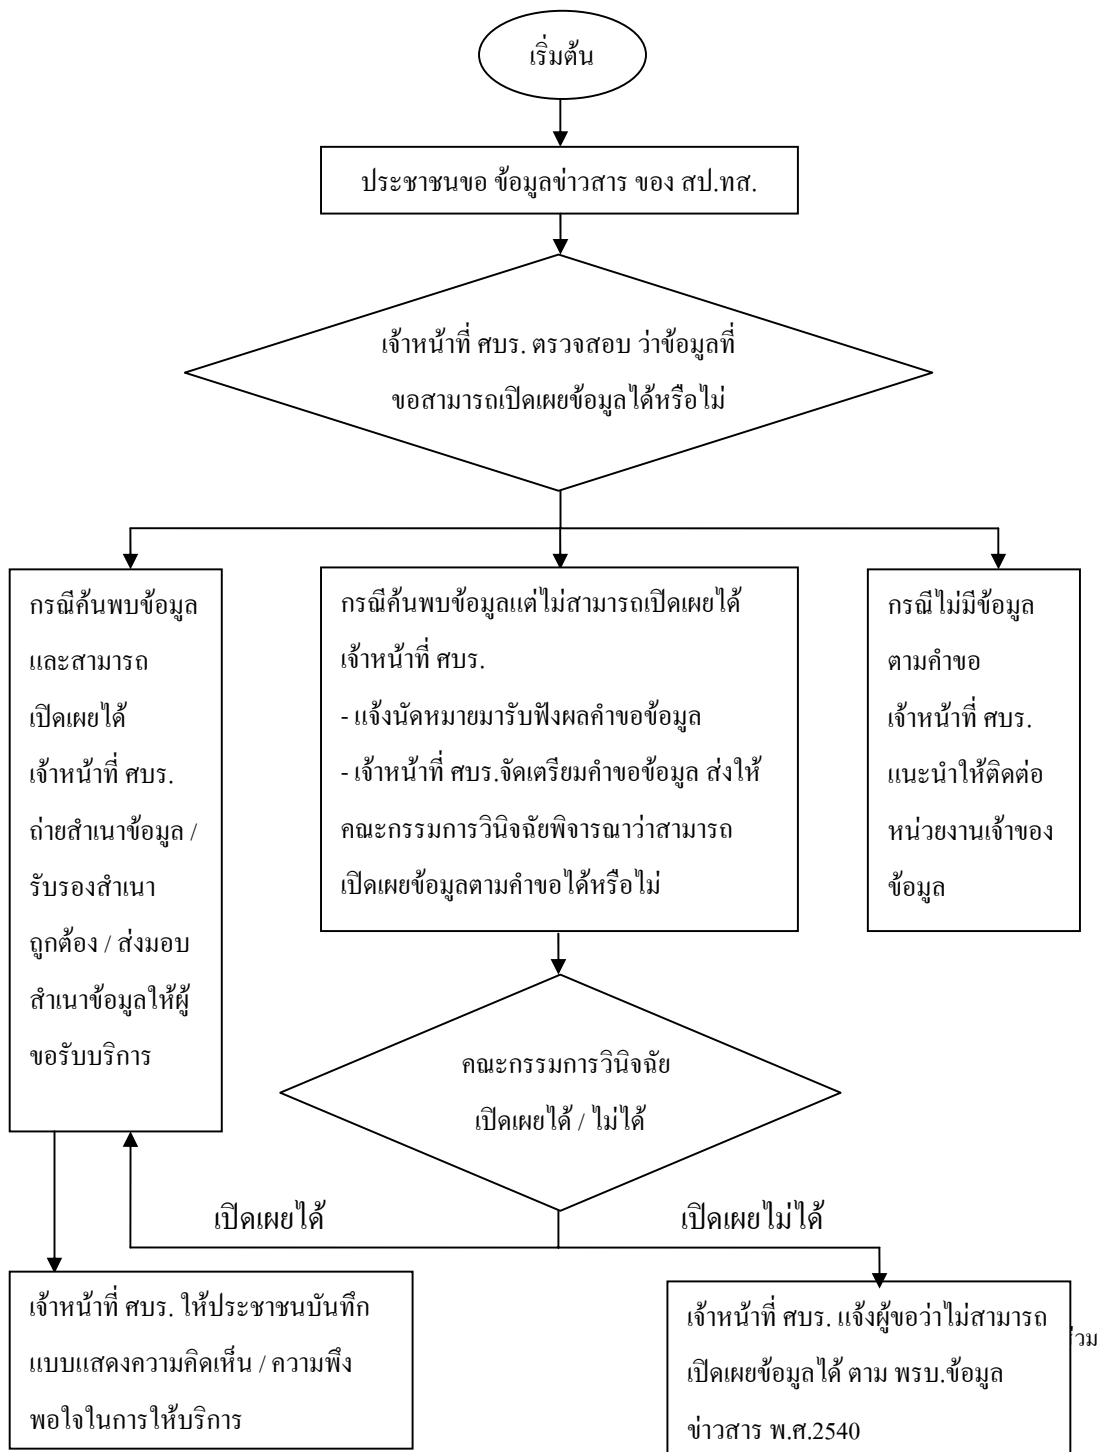 เริ่มต้น
ประชาชนขอ ข้อมูลข่าวสาร ของ สป.ทส.
เจ้าหน้าที่ ศบร. ตรวจสอบ ว่าข้อมูลที่
ขอสามารถเปิดเผยข้อมูลได้หรือไม่
กรณีค้นพบข้อมูล
และสามารถ
เปิดเผยได้
เจ้าหน้าที่ ศบร.
ถ่ายสำเนาข้อมูล /
รับรองสำเนา
ถูกต้อง / ส่งมอบ
สำเนาข้อมูลให้ผู้
ขอรับบริการ
กรณีค้นพบข้อมูลแต่ไม่สามารถเปิดเผยได้
เจ้าหน้าที่ ศบร.
- แจ้งนัดหมายมารับฟังผลคำขอข้อมูล
- เจ้าหน้าที่ ศบร.จัดเตรียมคำขอข้อมูล ส่งให้
คณะกรรมการวินิจฉัยพิจารณาว่าสามารถ
เปิดเผยข้อมูลตามคำขอได้หรือไม่
กรณีไม่มีข้อมูล
ตามคำขอ
เจ้าหน้าที่ ศบร.
แนะนำให้ติดต่อ
หน่วยงานเจ้าของ
ข้อมูล
คณะกรรมการวินิจฉัย
เปิดเผยได้ / ไม่ได้
เปิดเผยได้
เปิดเผยไม่ได้
เจ้าหน้าที่ ศบร. ให้ประชาชนบันทึก
แบบแสดงความคิดเห็น / ความพึง
พอใจในการให้บริการ
เจ้าหน้าที่ ศบร. แจ้งผู้ขอว่าไม่สามารถ
เปิดเผยข้อมูลได้ ตาม พรบ.ข้อมูล
ข่าวสาร พ.ศ.2540